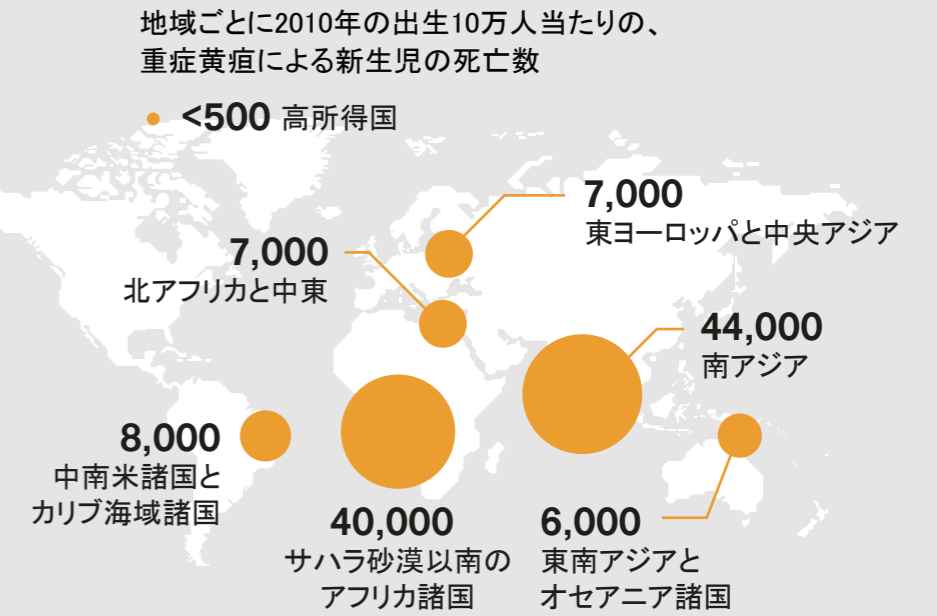 地域ごとに2010年の出生10万人当たりの、
重症黄疸による新生児の死亡数
<500 高所得国
7,000
東ヨーロッパと中央アジア
7,000
北アフリカと中東
44,000
南アジア
8,000
中南米諸国と
カリブ海域諸国
40,000
サハラ砂漠以南の
アフリカ諸国
6,000
東南アジアと
オセアニア諸国